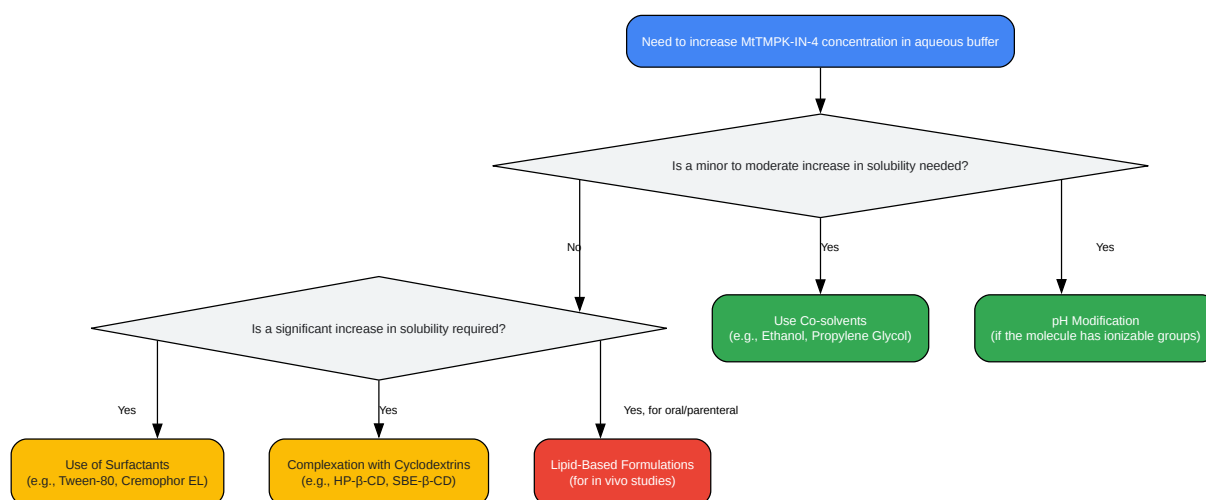 Need to increase MtTMPK-IN-4 concentration in aqueous buffer
Is a minor to moderate increase in solubility needed?
No
Yes
Yes
Use Co-solvents
(e.g., Ethanol, Propylene Glycol)
pH Modification
(if the molecule has ionizable groups)
Is a significant increase in solubility required?
Yes
Yes
Yes, for oral/parenteral
Use of Surfactants
(e.g., Tween-80, Cremophor EL)
Complexation with Cyclodextrins
(e.g., HP-β-CD, SBE-β-CD)
Lipid-Based Formulations
(for in vivo studies)